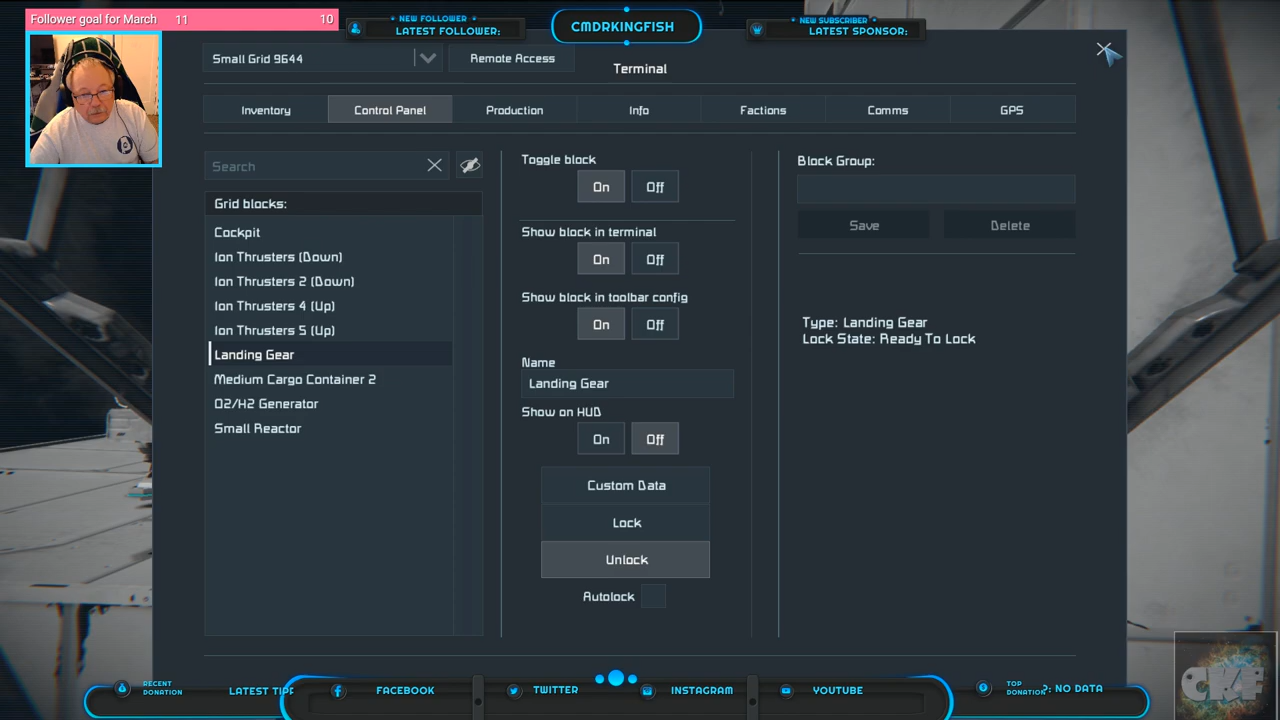 Follower goal for March 11 10
NEW FOLLOWER
LATEST FOLLOWER:
CMDRKINGFISH
NEW SUBSCRIBER
LATEST SPONSOR:
Small Grid 9644
Remote Access
Terminal
Inventory
Control Panel
Production
Info
Factions
Comms
GPS
Search
Grid blocks:
Cockpit
Ion Thrusters (Down)
Ion Thrusters 2 (Down)
Ion Thrusters 4 (Up)
Ion Thrusters 5 (Up)
Landing Gear
Medium Cargo Container 2
O2/H2 Generator
Small Reactor
Toggle block
On Off
Show block in terminal
On Off
Show block in toolbar config
On Off
Name
Landing Gear
Show on HUD
On Off
Custom Data
Lock
Unlock
Autolock
Block Group:
Save
Delete
Type: Landing Gear
Lock State: Ready To Lock
RECENT
DONATION
LATEST TIP
FACEBOOK
TWITTER
INSTAGRAM
YOUTUBE
TOP
DONATION
?: NO DATA
CKF